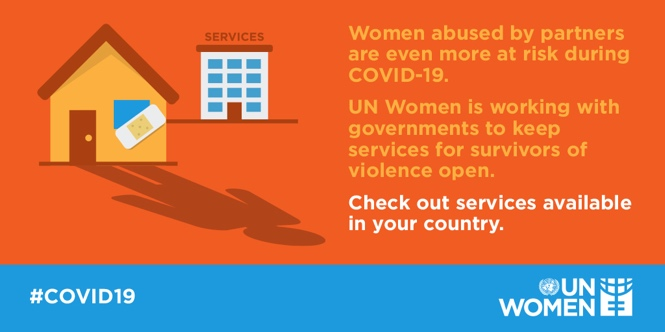 SERVICES
Women abused by partners
are even more at risk during
COVID-19.
UN Women is working with
governments to keep
services for survivors of
violence open.
Check out services available
in your country.
#COVID19
UN
WOMEN